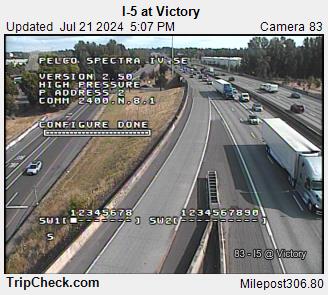 I-5 at Victory
Updated Jul 21 2024 5:07 PM Camera 83
PELCO SPECTRA IV SE
VERSION 2.50
HIGH PRESSURE
P ADDRESS 2
COMM 2400,N,8,1
CONFIGURE DONE
12345678 1234567890
SW1[■-------] SW2[----------]
S
83 - I5 @ Victory
TripCheck.com Milepost306.80